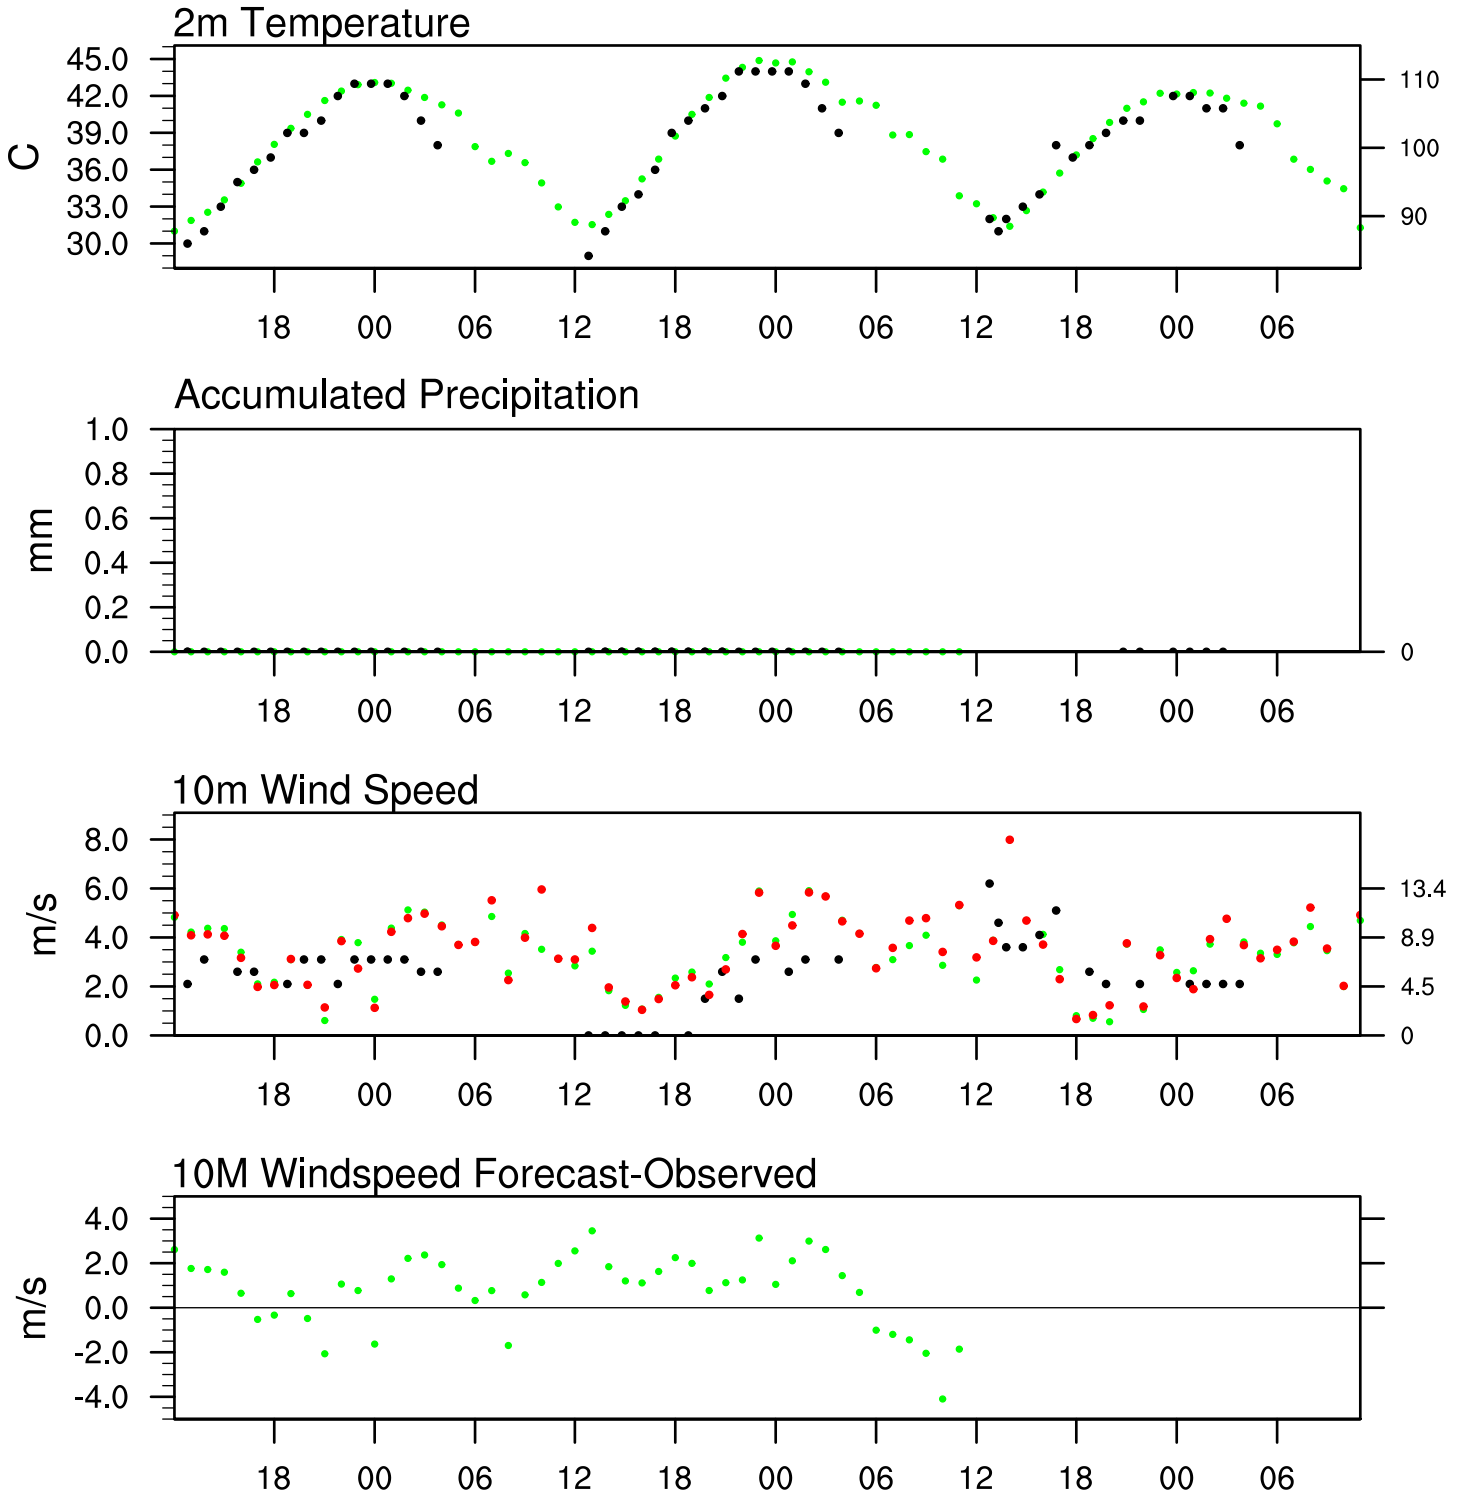 2m Temperature
45.0
42.0
39.0
36.0
33.0
30.0
C
110
100
90
18 00 06 12 18 00 06 12 18 00 06
Accumulated Precipitation
1.0
0.8
0.6
0.4
0.2
0.0
mm
0
18 00 06 12 18 00 06 12 18 00 06
10m Wind Speed
8.0
6.0
4.0
2.0
0.0
m/s
13.4
8.9
4.5
0
18 00 06 12 18 00 06 12 18 00 06
10M Windspeed Forecast-Observed
4.0
2.0
0.0
-2.0
-4.0
m/s
18 00 06 12 18 00 06 12 18 00 06